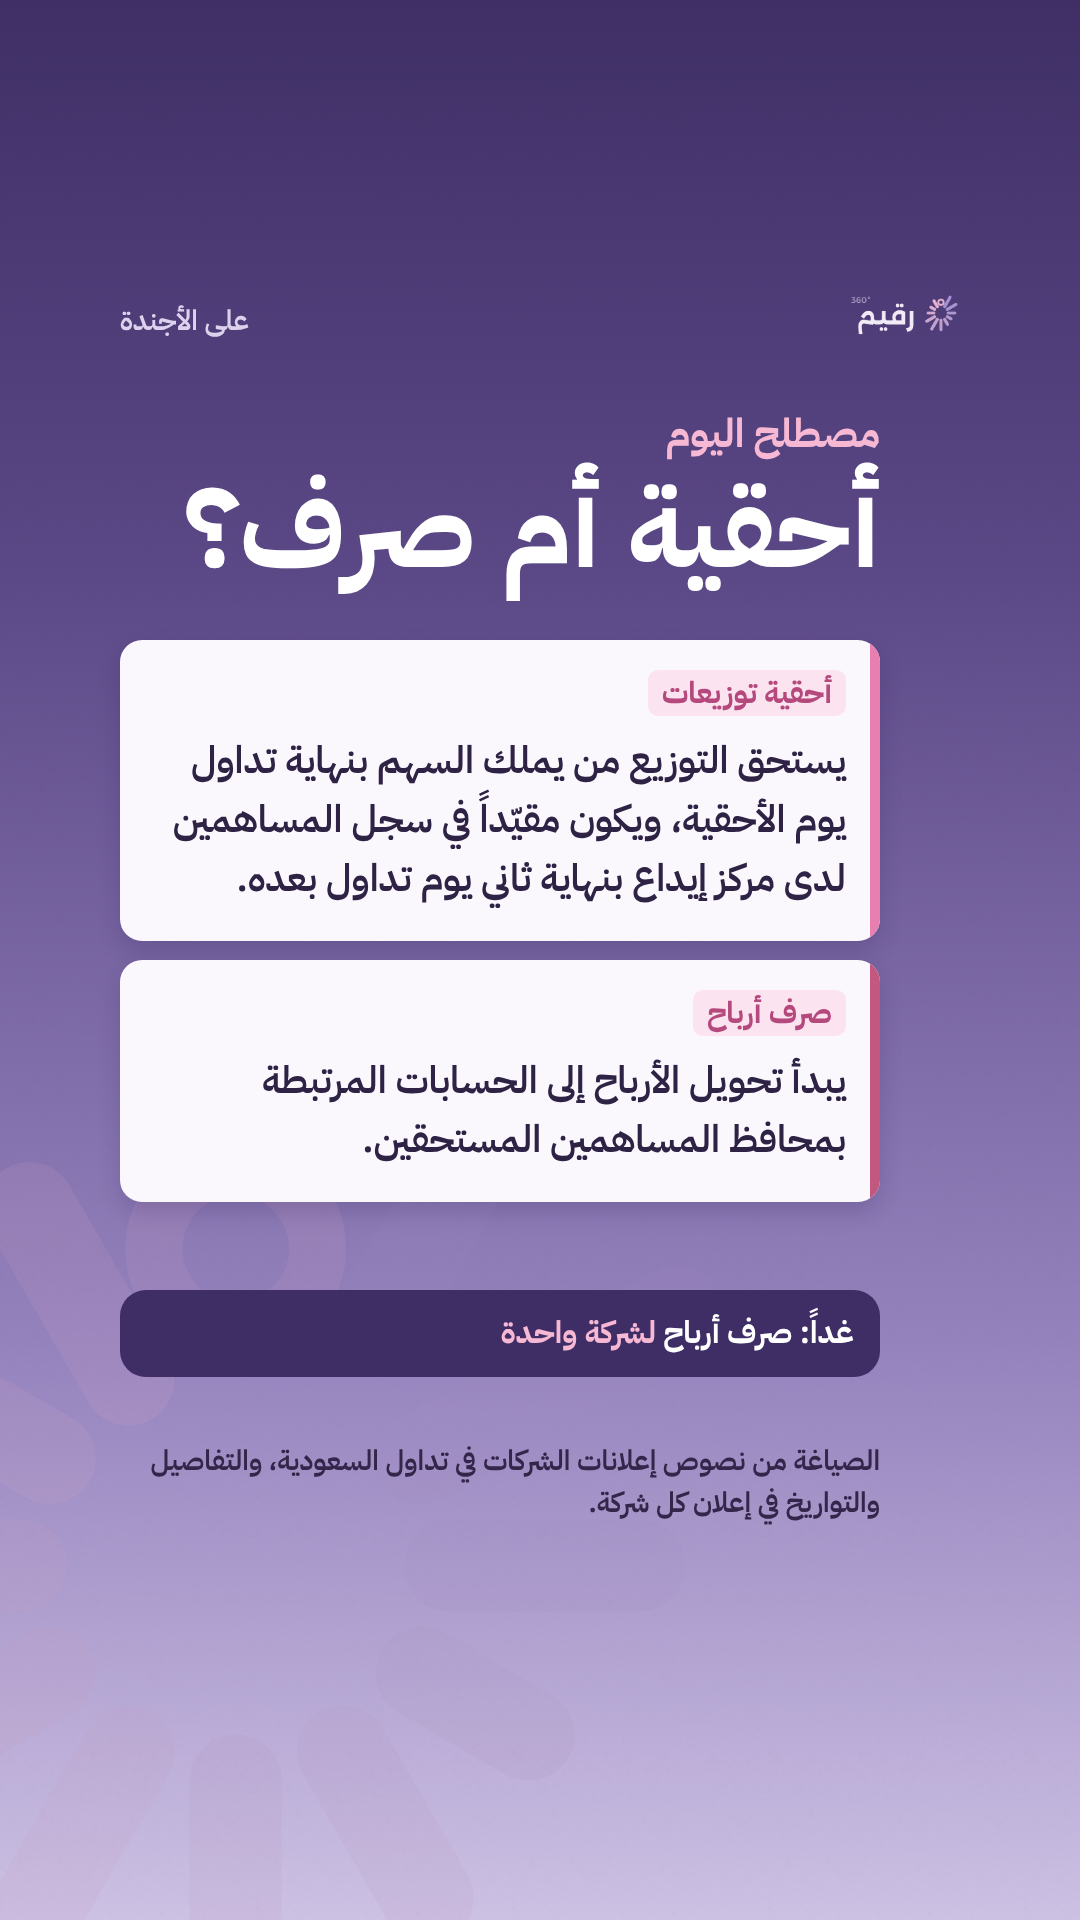 رقيم
360°
على الأجندة
مصطلح اليوم
أحقية أم صرف؟
أحقية توزيعات
يستحق التوزيع من يملك السهم بنهاية تداول
يوم الأحقية، ويكون مقيّداً في سجل المساهمين
لدى مركز إيداع بنهاية ثاني يوم تداول بعده.
صرف أرباح
يبدأ تحويل الأرباح إلى الحسابات المرتبطة
بمحافظ المساهمين المستحقين.
غداً: صرف أرباح لشركة واحدة
الصياغة من نصوص إعلانات الشركات في تداول السعودية، والتفاصيل
والتواريخ في إعلان كل شركة.